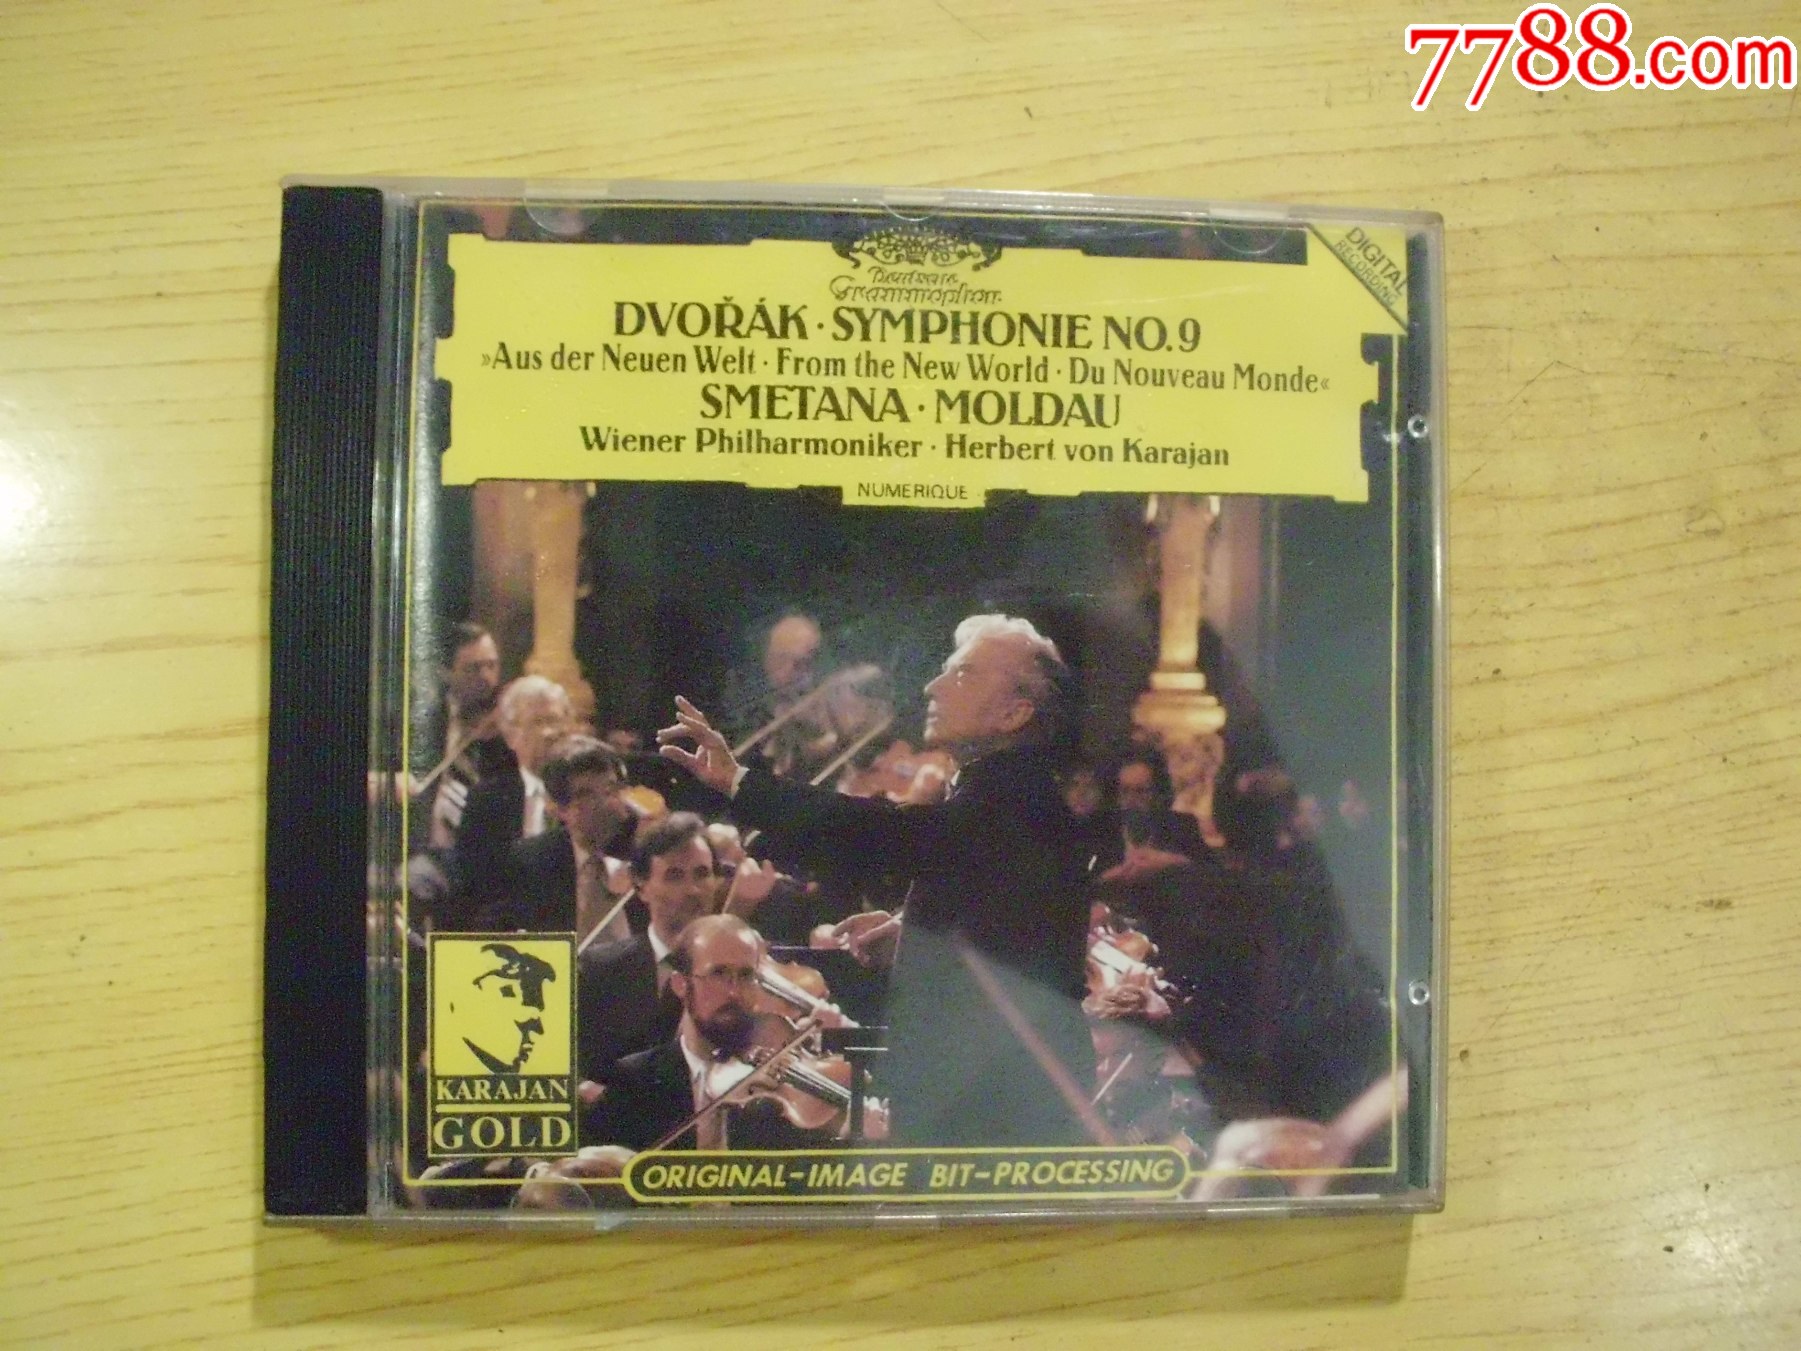 7788.com
DIGITAL
RECORDING
Deutsche
Grammophon
DVOŘÁK · SYMPHONIE NO. 9
»Aus der Neuen Welt · From the New World · Du Nouveau Monde«
SMETANA · MOLDAU
Wiener Philharmoniker · Herbert von Karajan
NUMERIQUE
KARAJAN
GOLD
ORIGINAL-IMAGE BIT-PROCESSING